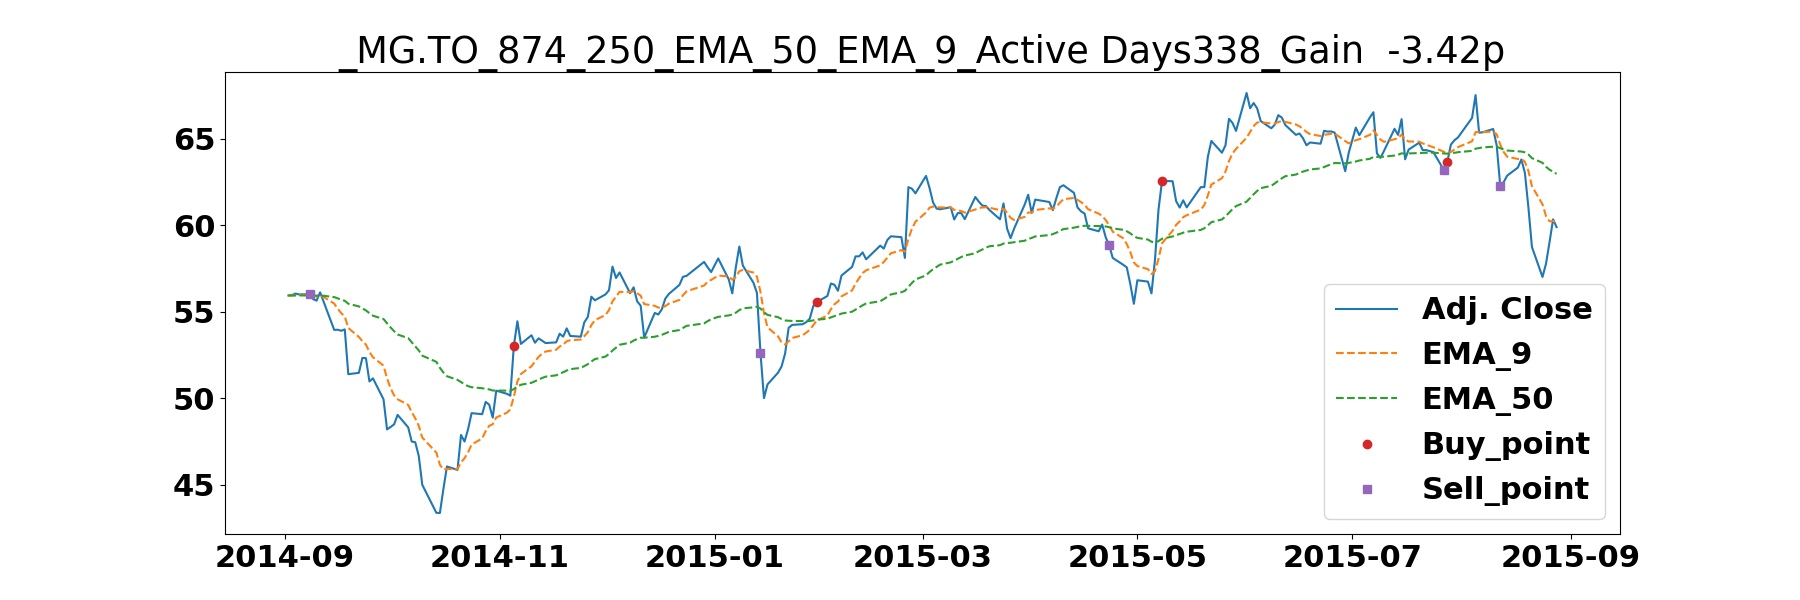 _MG.TO_874_250_EMA_50_EMA_9_Active Days338_Gain  -3.42p
65
60
55
50
45
2014-09 2014-11 2015-01 2015-03 2015-05 2015-07 2015-09
Adj. Close
EMA_9
EMA_50
Buy_point
Sell_point